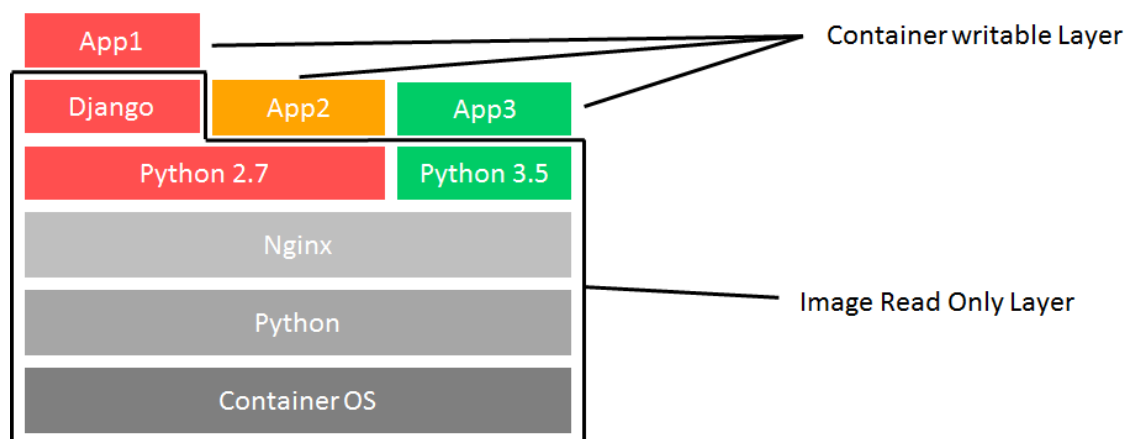 App1
Container writable Layer
Django
App2
App3
Python 2.7
Python 3.5
Nginx
Image Read Only Layer
Python
Container OS